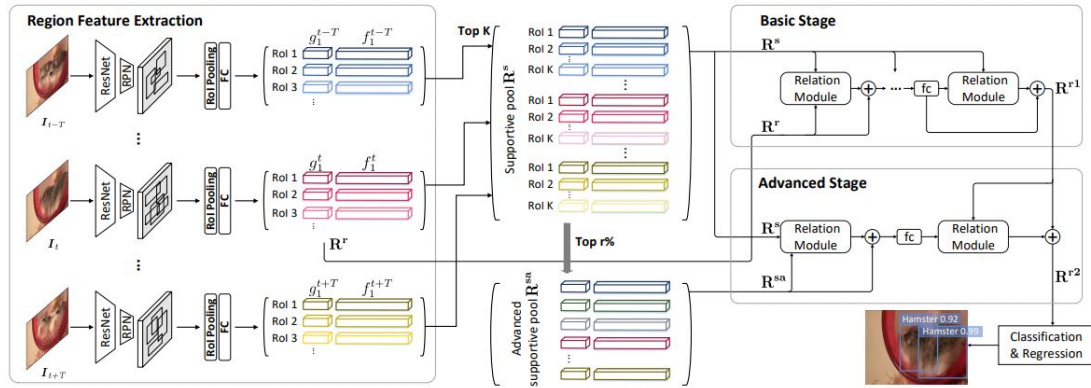 Region Feature Extraction
I_{t-T}
ResNet
RPN
RoI Pooling
FC
g_1^{t-T}
f_1^{t-T}
RoI 1
RoI 2
RoI 3
...
...
I_t
ResNet
RPN
RoI Pooling
FC
g_1^t
f_1^t
RoI 1
RoI 2
RoI 3
...
R^r
...
I_{t+T}
ResNet
RPN
RoI Pooling
FC
g_1^{t+T}
f_1^{t+T}
RoI 1
RoI 2
RoI 3
...
Top K
Supportive pool R^s
RoI 1
RoI 2
...
RoI K
...
RoI 1
RoI 2
...
RoI K
...
RoI 1
RoI 2
...
RoI K
Top r%
Advanced
supportive pool R^{sa}
...
Basic Stage
R^s
Relation
Module
+
...
fc
Relation
Module
+
R^{r1}
R^r
Advanced Stage
R^s
Relation
Module
+
fc
Relation
Module
+
R^{sa}
R^{r2}
Classification
& Regression
Hamster 0.92
Hamster 0.99